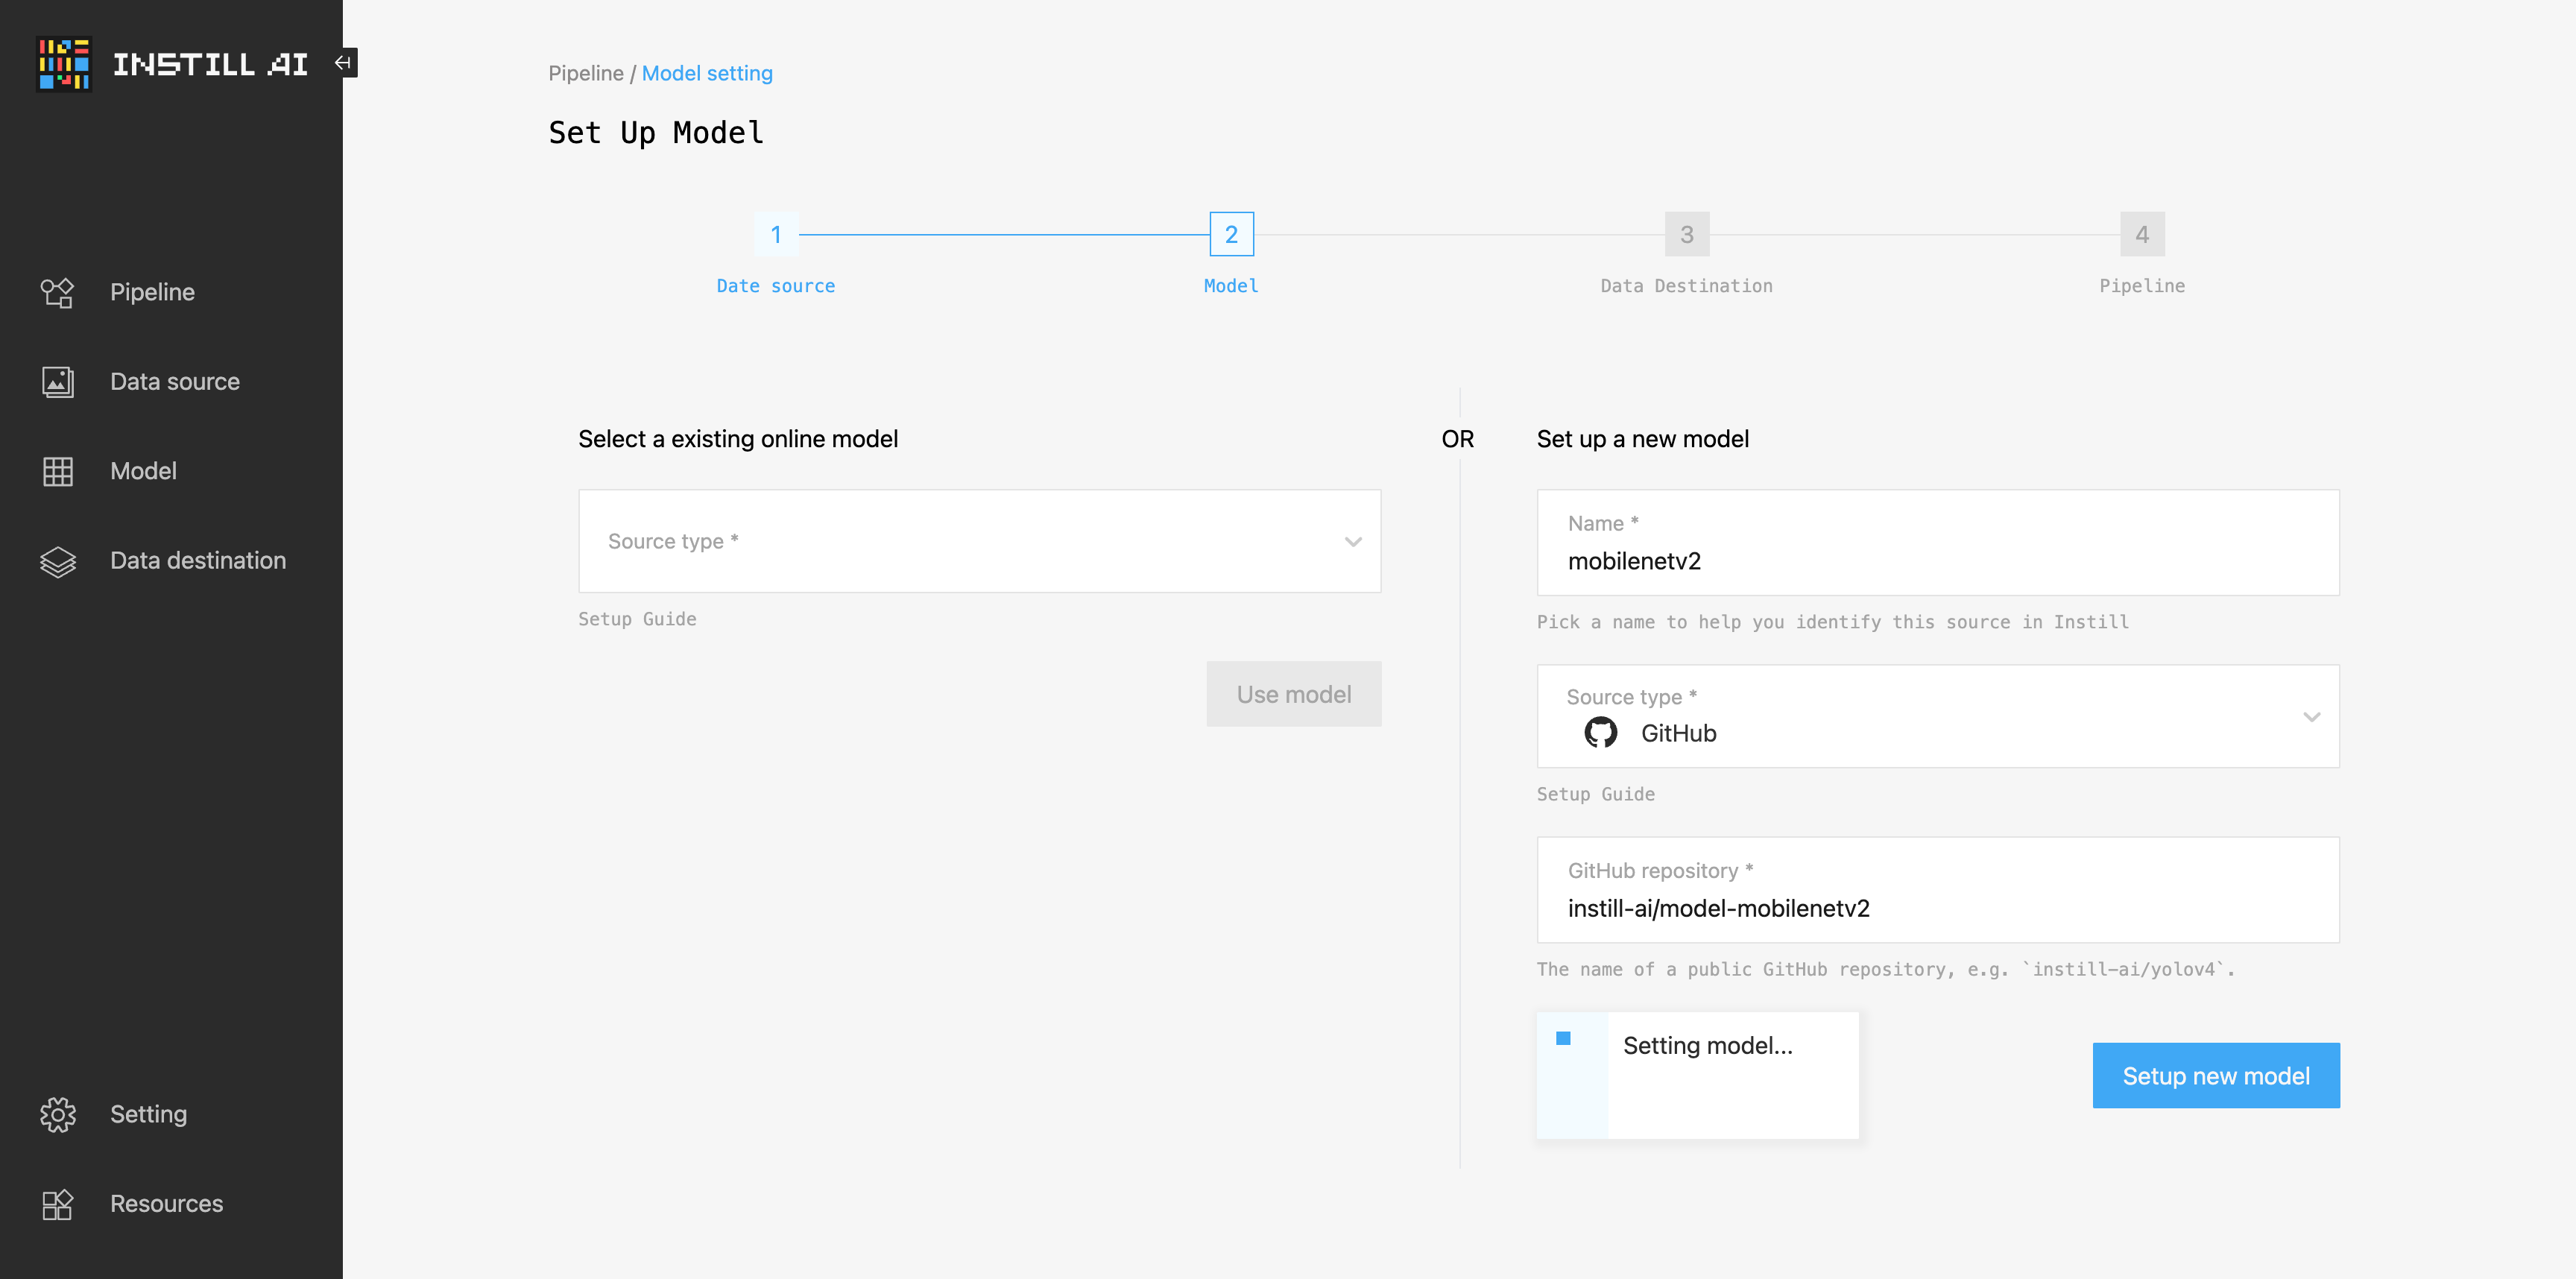 INSTILL AI
Pipeline
Data source
Model
Data destination
Setting
Resources
Pipeline / Model setting
Set Up Model
1
2
3
4
Date source
Model
Data Destination
Pipeline
Select a existing online model
Source type *
Setup Guide
Use model
OR
Set up a new model
Name *
mobilenetv2
Pick a name to help you identify this source in Instill
Source type *
GitHub
Setup Guide
GitHub repository *
instill-ai/model-mobilenetv2
The name of a public GitHub repository, e.g. `instill-ai/yolov4`.
Setting model...
Setup new model